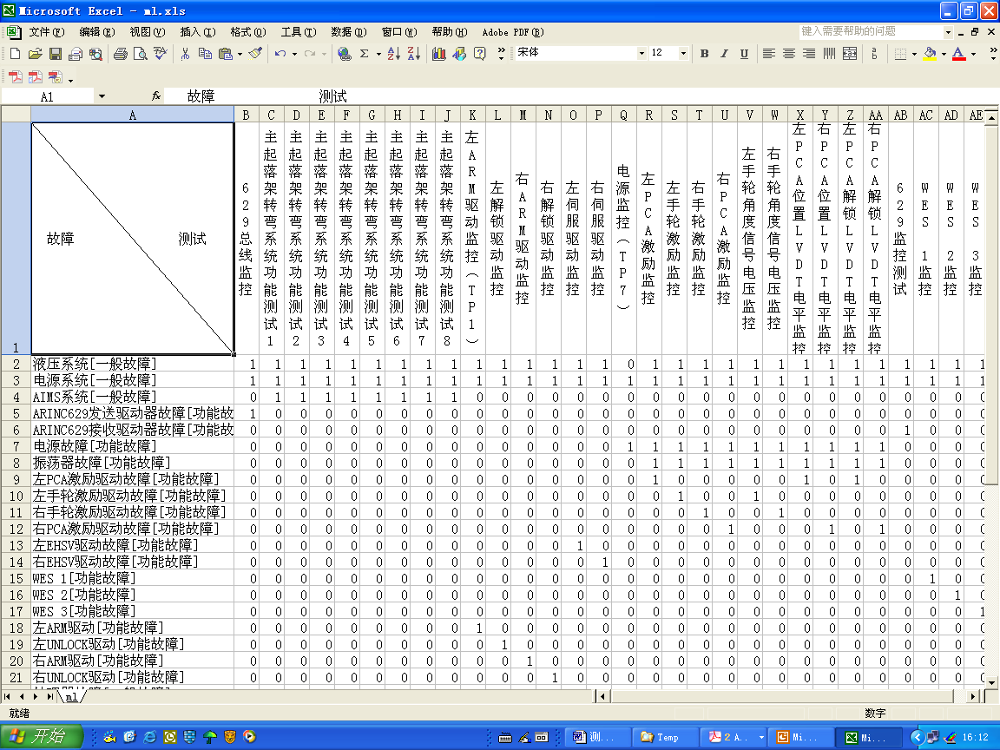 Microsoft Excel - ml.xls
文件(F) 编辑(E) 视图(V) 插入(I) 格式(O) 工具(T) 数据(D) 窗口(W) 帮助(H) Adobe PDF(B) 键入需要帮助的问题
宋体 12 B I U
A1 fx 故障 测试
A B C D E F G H I J K L M N O P Q R S T U V W X Y Z AA AB AC AD AE
1
故障 测试
629总线监控
主起落架转弯系统功能测试1
主起落架转弯系统功能测试2
主起落架转弯系统功能测试3
主起落架转弯系统功能测试4
主起落架转弯系统功能测试5
主起落架转弯系统功能测试6
主起落架转弯系统功能测试7
主起落架转弯系统功能测试8
左ARM驱动监控(TP1)
左解锁驱动监控
右ARM驱动监控
右解锁驱动监控
左伺服驱动监控
右伺服驱动监控
电源监控(TP7)
左PCA激励监控
左手轮激励监控
右手轮激励监控
右PCA激励监控
左手轮角度信号电压监控
右手轮角度信号电压监控
左PCA位置LVDT电平监控
右PCA位置LVDT电平监控
左PCA解锁LVDT电平监控
右PCA解锁LVDT电平监控
629监控测试
WES 1监控
WES 2监控
WES 3监控
2 液压系统[一般故障] 1 1 1 1 1 1 1 1 1 1 1 1 1 1 1 0 1 1 1 1 1 1 1 1 1 1 1 1 1 1
3 电源系统[一般故障] 1 1 1 1 1 1 1 1 1 1 1 1 1 1 1 1 1 1 1 1 1 1 1 1 1 1 1 1 1 1
4 AIMS系统[一般故障] 0 1 1 1 1 1 1 1 1 0 0 0 0 0 0 0 0 0 0 0 0 0 0 0 0 0 0 0 0 0
5 ARINC629发送驱动器故障[功能故 1 0 0 0 0 0 0 0 0 0 0 0 0 0 0 0 0 0 0 0 0 0 0 0 0 0 0 0 0 0
6 ARINC629接收驱动器故障[功能故 0 0 0 0 0 0 0 0 0 0 0 0 0 0 0 0 0 0 0 0 0 0 0 0 0 0 1 0 0 0
7 电源故障[功能故障] 0 0 0 0 0 0 0 0 0 0 0 0 0 0 0 1 1 1 1 1 1 1 1 1 1 1 0 0 0 0
8 振荡器故障[功能故障] 0 0 0 0 0 0 0 0 0 0 0 0 0 0 0 0 1 1 1 1 1 1 1 1 1 1 0 0 0 0
9 左PCA激励驱动故障[功能故障] 0 0 0 0 0 0 0 0 0 0 0 0 0 0 0 0 1 0 0 0 0 0 1 0 1 0 0 0 0 0
10 左手轮激励驱动故障[功能故障] 0 0 0 0 0 0 0 0 0 0 0 0 0 0 0 0 0 1 0 0 1 0 0 0 0 0 0 0 0 0
11 右手轮激励驱动故障[功能故障] 0 0 0 0 0 0 0 0 0 0 0 0 0 0 0 0 0 0 1 0 0 1 0 0 0 0 0 0 0 0
12 右PCA激励驱动故障[功能故障] 0 0 0 0 0 0 0 0 0 0 0 0 0 0 0 0 0 0 0 1 0 0 0 1 0 1 0 0 0 0
13 左EHSV驱动故障[功能故障] 0 0 0 0 0 0 0 0 0 0 0 0 0 1 0 0 0 0 0 0 0 0 0 0 0 0 0 0 0 0
14 右EHSV驱动故障[功能故障] 0 0 0 0 0 0 0 0 0 0 0 0 0 0 1 0 0 0 0 0 0 0 0 0 0 0 0 0 0 0
15 WES 1[功能故障] 0 0 0 0 0 0 0 0 0 0 0 0 0 0 0 0 0 0 0 0 0 0 0 0 0 0 0 1 0 0
16 WES 2[功能故障] 0 0 0 0 0 0 0 0 0 0 0 0 0 0 0 0 0 0 0 0 0 0 0 0 0 0 0 0 1 0
17 WES 3[功能故障] 0 0 0 0 0 0 0 0 0 0 0 0 0 0 0 0 0 0 0 0 0 0 0 0 0 0 0 0 0 1
18 左ARM驱动[功能故障] 0 0 0 0 0 0 0 0 0 1 0 0 0 0 0 0 0 0 0 0 0 0 0 0 0 0 0 0 0 0
19 左UNLOCK驱动[功能故障] 0 0 0 0 0 0 0 0 0 0 1 0 0 0 0 0 0 0 0 0 0 0 0 0 0 0 0 0 0 0
20 右ARM驱动[功能故障] 0 0 0 0 0 0 0 0 0 0 0 1 0 0 0 0 0 0 0 0 0 0 0 0 0 0 0 0 0 0
21 右UNLOCK驱动[功能故障] 0 0 0 0 0 0 0 0 0 0 0 0 1 0 0 0 0 0 0 0 0 0 0 0 0 0 0 0 0 0
ml
就绪 数字
开始 测... Temp 2 A.. Mi... Mi... 16:12